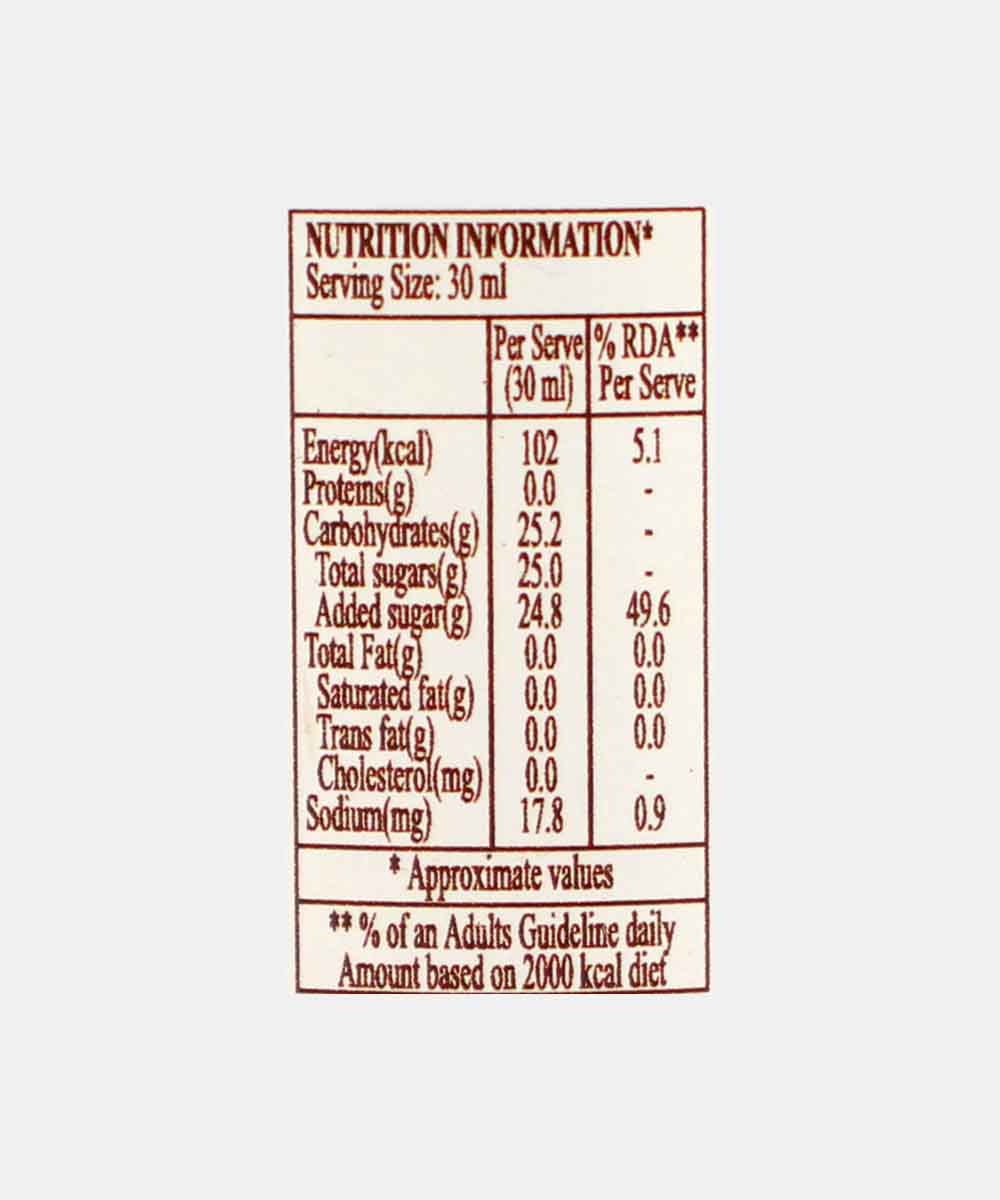 NUTRITION INFORMATION*
Serving Size: 30 ml
Per Serve (30 ml) % RDA** Per Serve
Energy(kcal) 102 5.1
Proteins(g) 0.0 -
Carbohydrates(g) 25.2 -
Total sugars(g) 25.0 -
Added sugar(g) 24.8 49.6
Total Fat(g) 0.0 0.0
Saturated fat(g) 0.0 0.0
Trans fat(g) 0.0 0.0
Cholesterol(mg) 0.0 -
Sodium(mg) 17.8 0.9
* Approximate values
** % of an Adults Guideline daily
Amount based on 2000 kcal diet